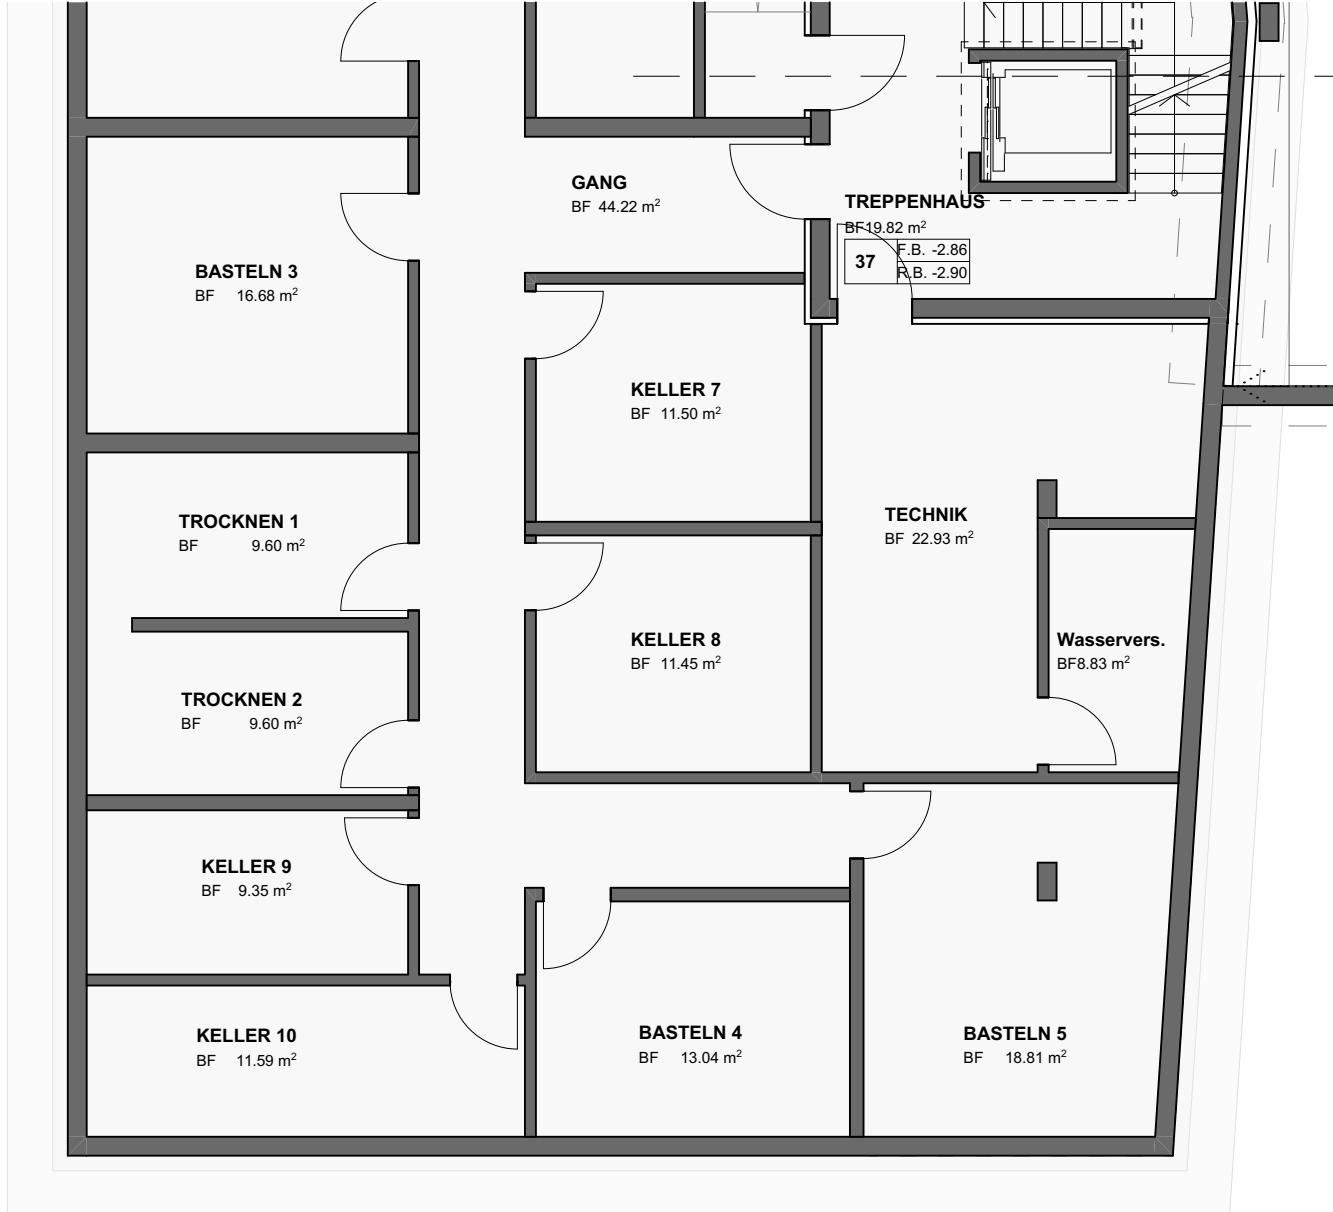 GANG
BF 44.22 m²
TREPPENHAUS
BF19.82 m²
37
F.B. -2.86
R.B. -2.90
BASTELN 3
BF 16.68 m²
KELLER 7
BF 11.50 m²
TROCKNEN 1
BF 9.60 m²
TECHNIK
BF 22.93 m²
KELLER 8
BF 11.45 m²
Wasservers.
BF8.83 m²
TROCKNEN 2
BF 9.60 m²
KELLER 9
BF 9.35 m²
KELLER 10
BF 11.59 m²
BASTELN 4
BF 13.04 m²
BASTELN 5
BF 18.81 m²